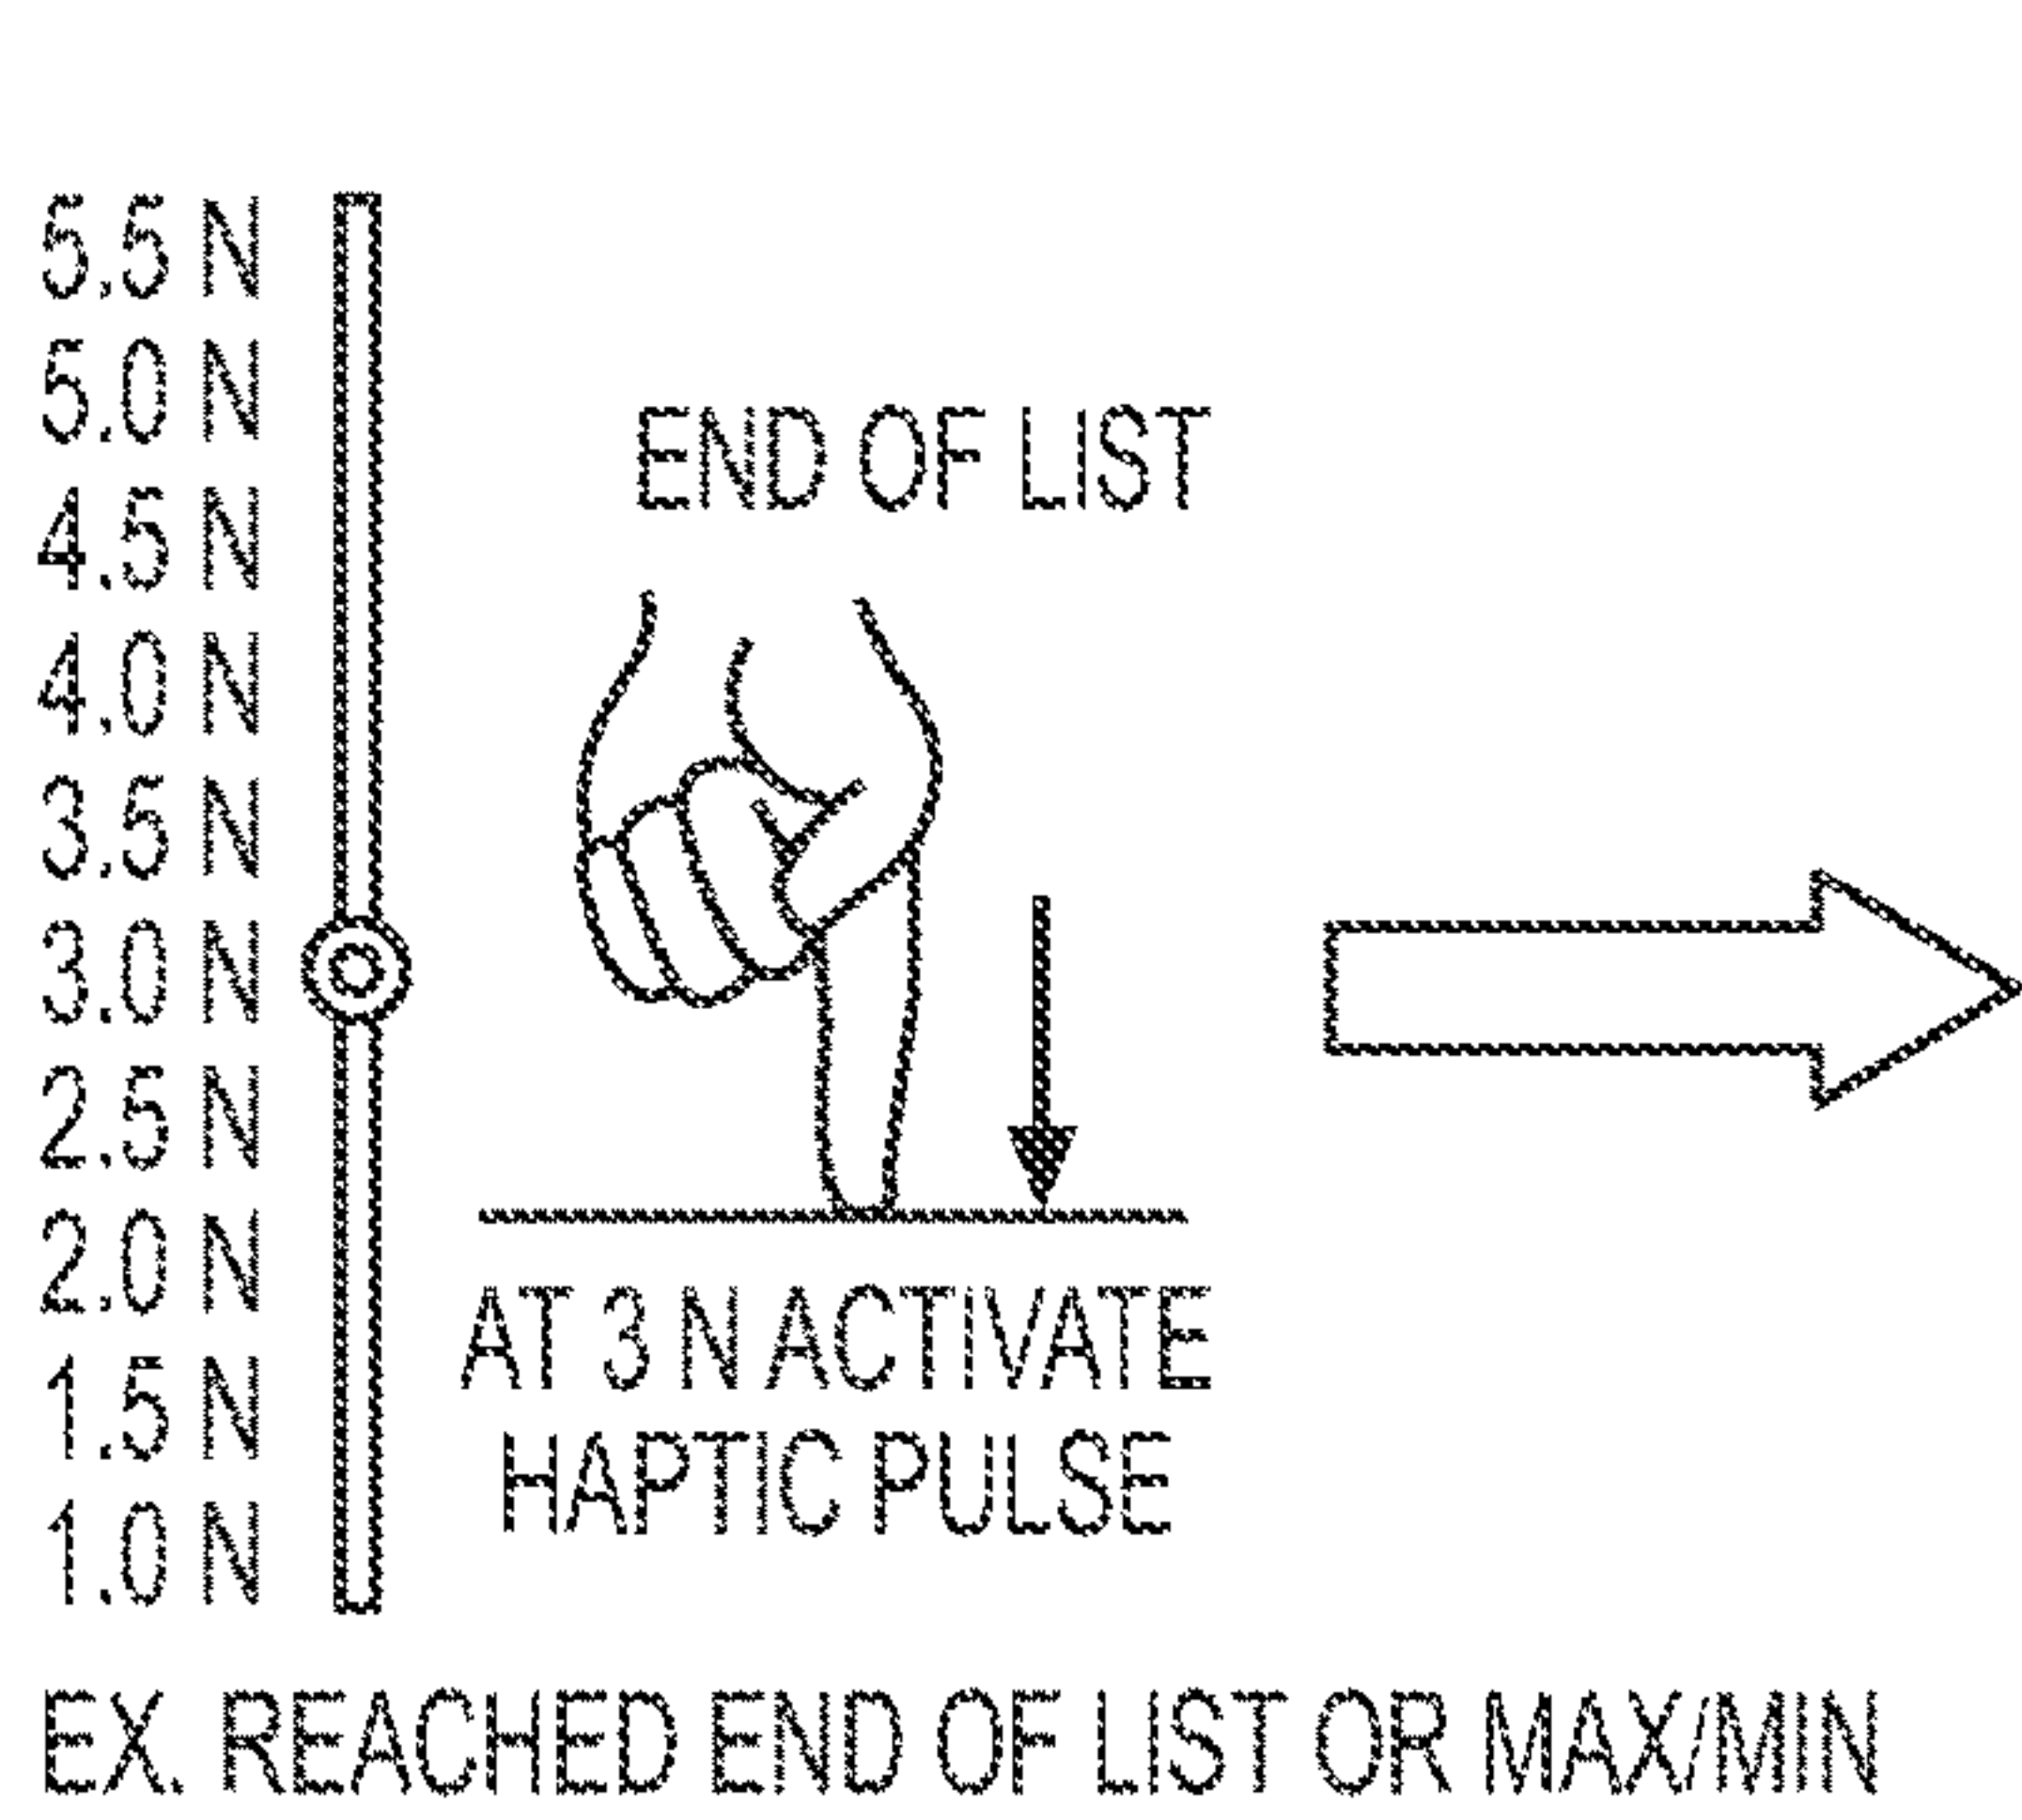 5.5 N
5.0 N
4.5 N
4.0 N
3.5 N
3.0 N
2.5 N
2.0 N
1.5 N
1.0 N
END OF LIST
AT 3 N ACTIVATE
HAPTIC PULSE
EX. REACHED END OF LIST OR MAX/MIN